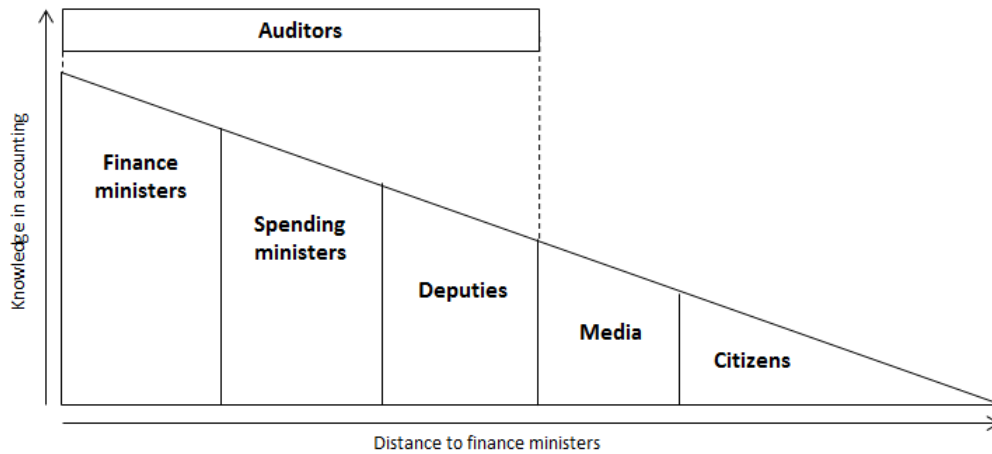 Auditors
Knowledge in accounting
Finance
ministers
Spending
ministers
Deputies
Media
Citizens
Distance to finance ministers